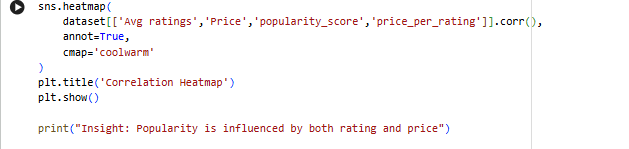 sns.heatmap(
    dataset[['Avg ratings','Price','popularity_score','price_per_rating']].corr(),
    annot=True,
    cmap='coolwarm'
)
plt.title('Correlation Heatmap')
plt.show()

print("Insight: Popularity is influenced by both rating and price")